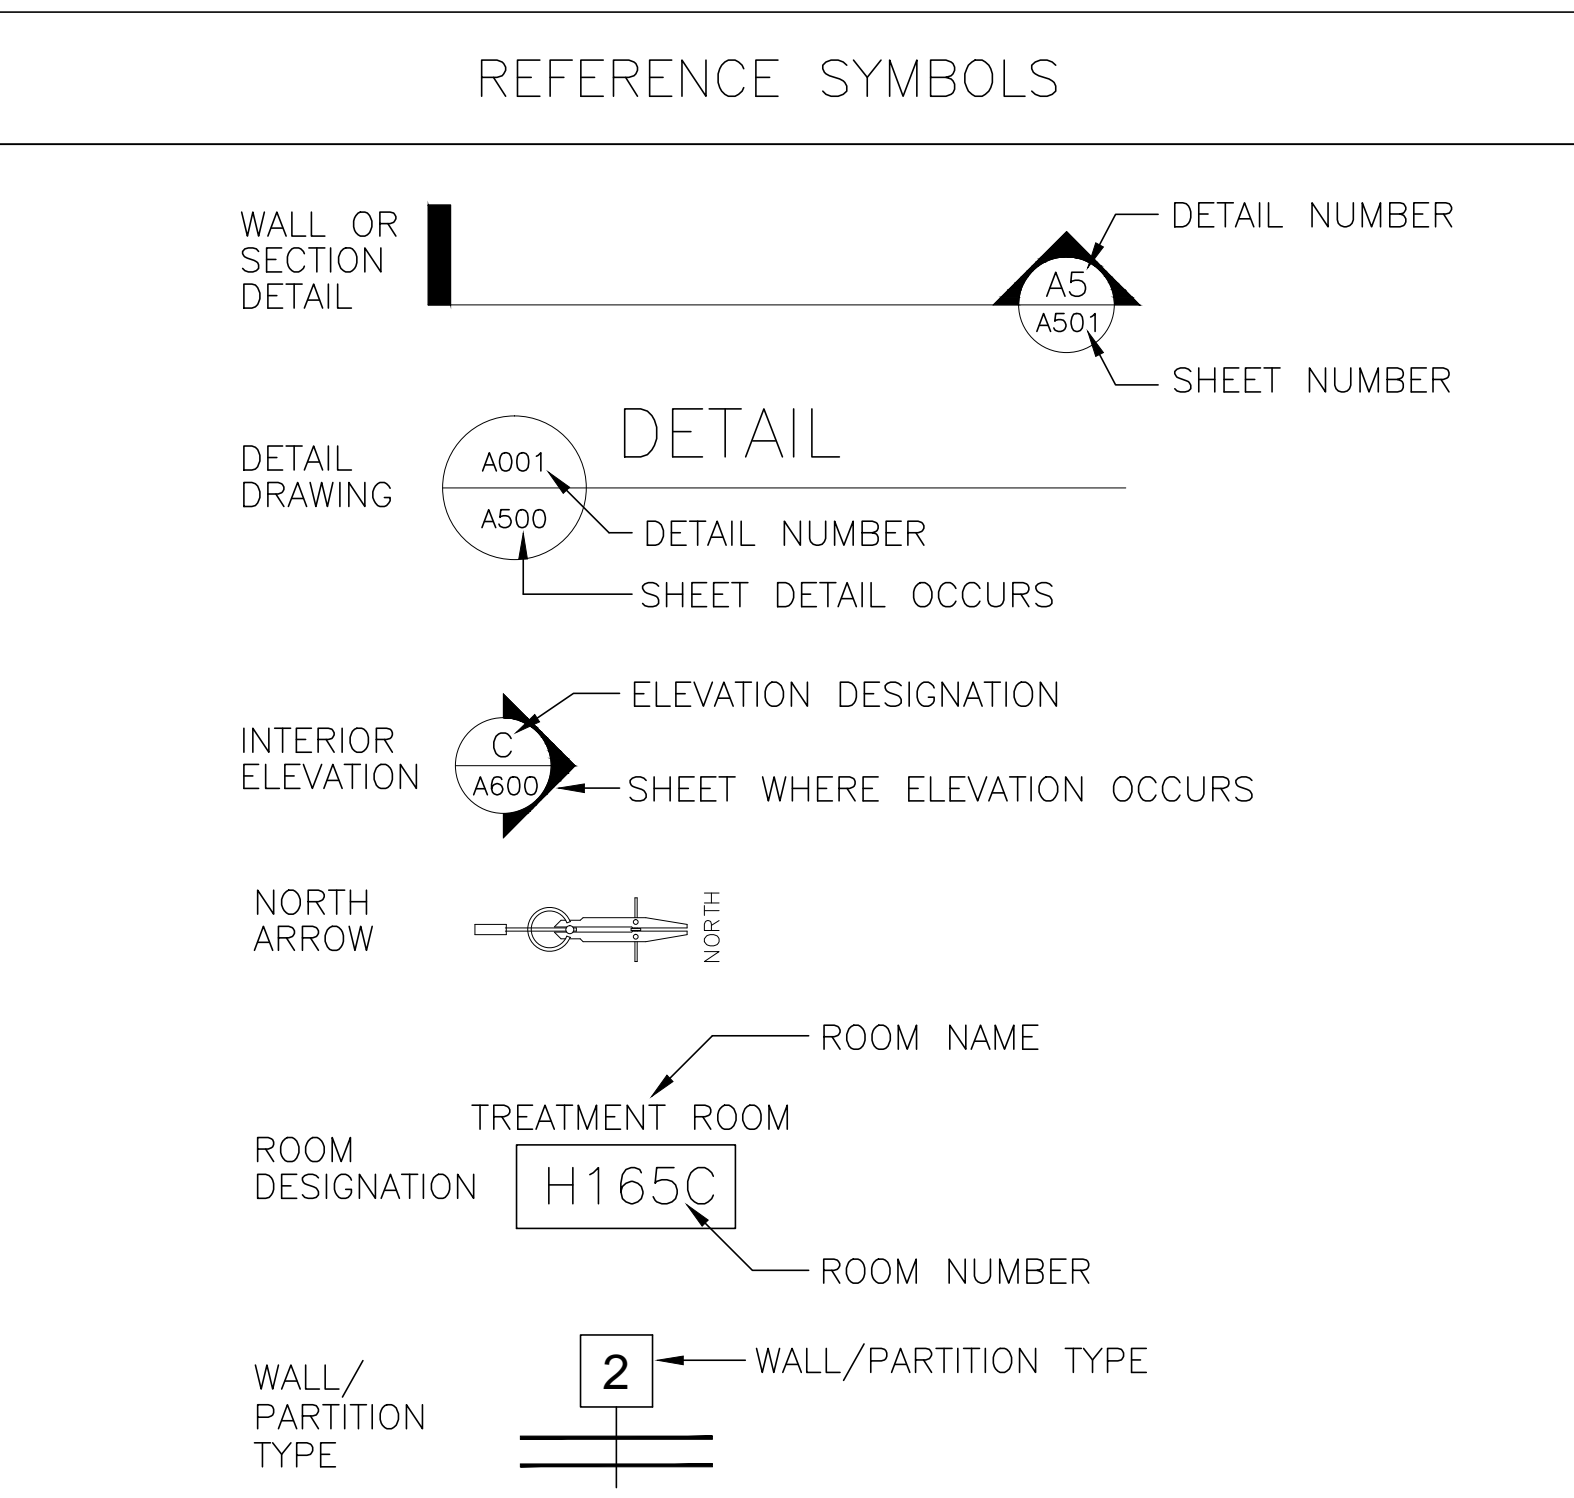 REFERENCE SYMBOLS
WALL OR
SECTION
DETAIL
DETAIL NUMBER
A5
A501
SHEET NUMBER
DETAIL
DRAWING
A001
A500
DETAIL
DETAIL NUMBER
SHEET DETAIL OCCURS
INTERIOR
ELEVATION
C
A600
ELEVATION DESIGNATION
SHEET WHERE ELEVATION OCCURS
NORTH
ARROW
NORTH
ROOM NAME
TREATMENT ROOM
ROOM
DESIGNATION
H165C
ROOM NUMBER
WALL/
PARTITION
TYPE
2
WALL/PARTITION TYPE